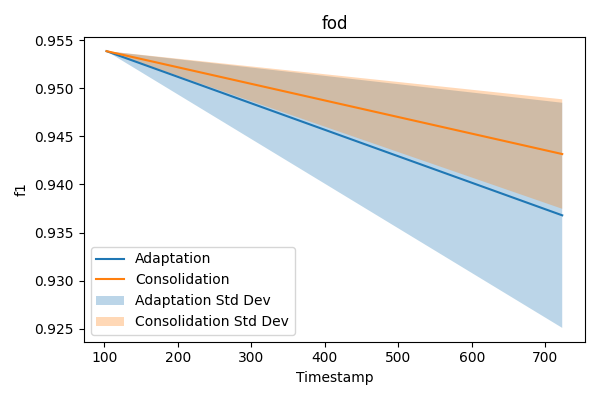 fod
0.955
0.950
0.945
0.940
0.935
0.930
0.925
f1
Adaptation
Consolidation
Adaptation Std Dev
Consolidation Std Dev
100 200 300 400 500 600 700
Timestamp